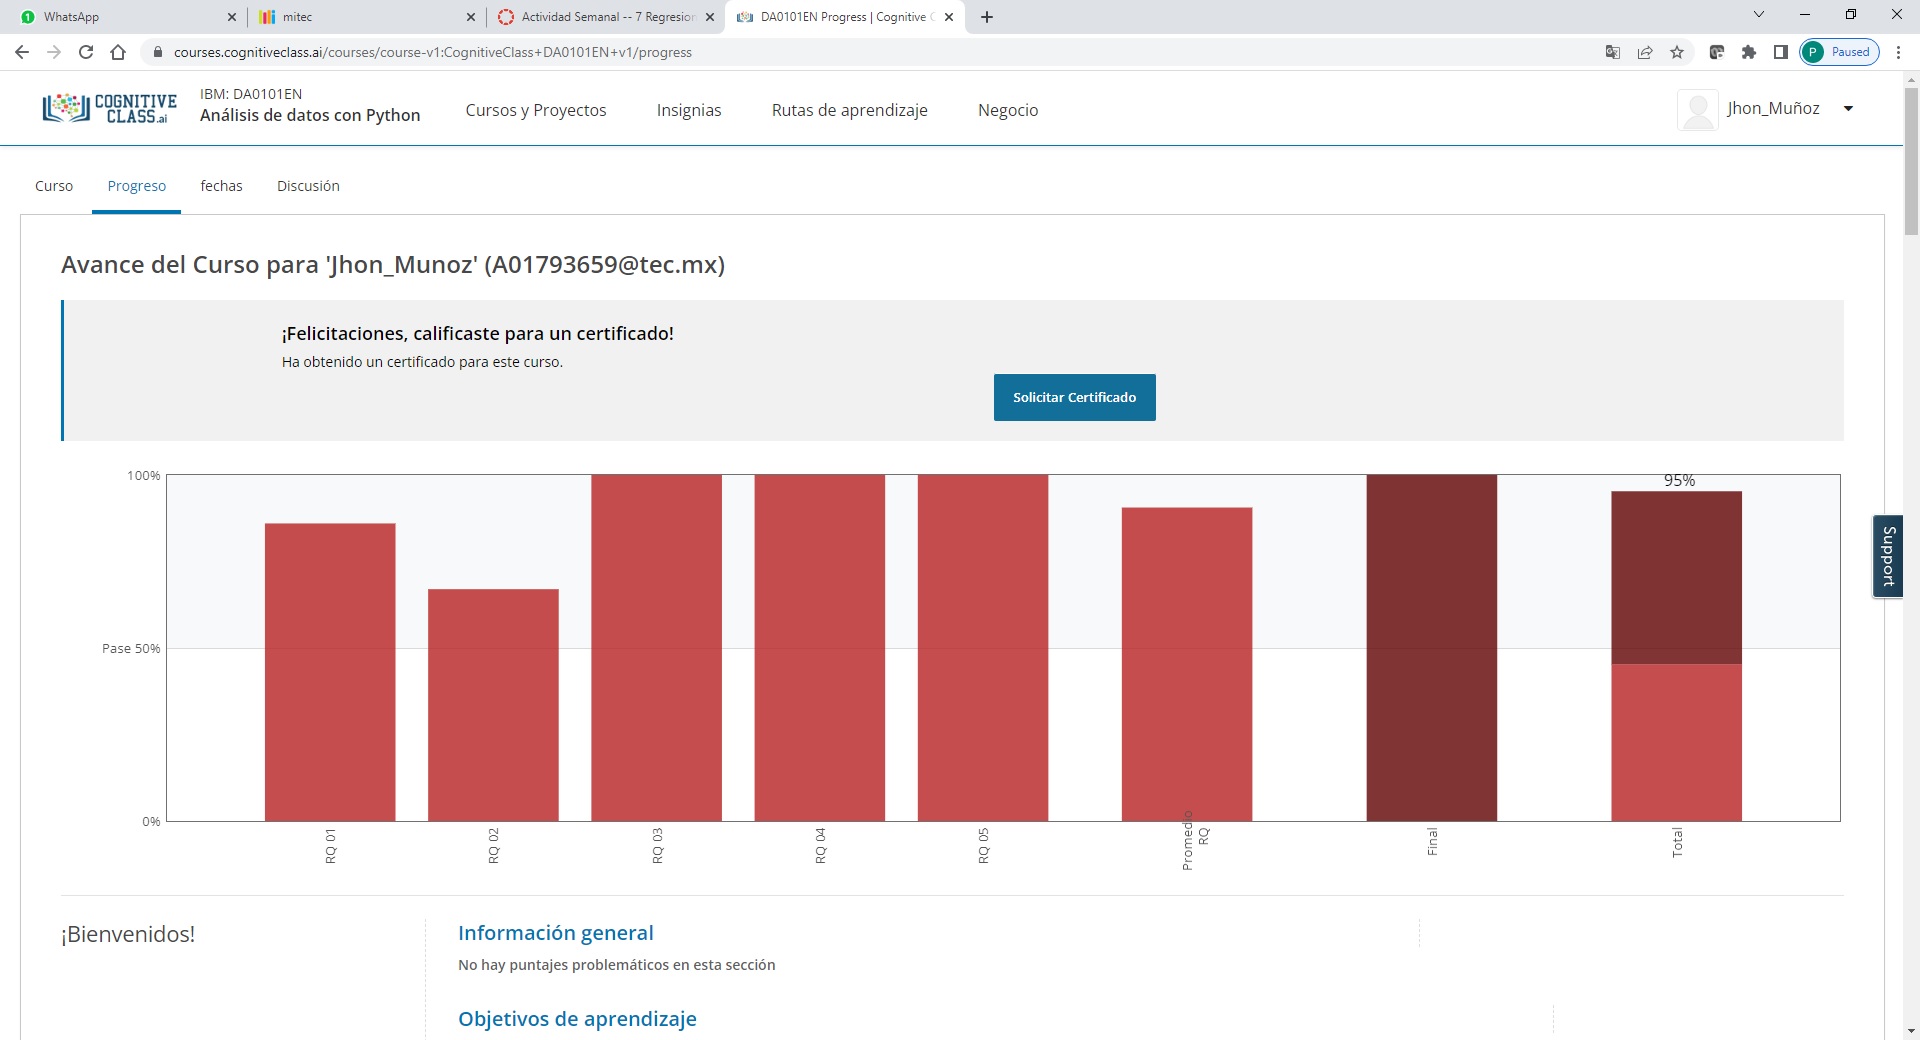 WhatsApp
mitec
Actividad Semanal -- 7 Regresion
DA0101EN Progress | Cognitive C
courses.cognitiveclass.ai/courses/course-v1:CognitiveClass+DA0101EN+v1/progress
P Paused
COGNITIVE
CLASS.ai
IBM: DA0101EN
Análisis de datos con Python
Cursos y Proyectos
Insignias
Rutas de aprendizaje
Negocio
Jhon_Muñoz
Curso
Progreso
fechas
Discusión
Avance del Curso para 'Jhon_Munoz' (A01793659@tec.mx)
¡Felicitaciones, calificaste para un certificado!
Ha obtenido un certificado para este curso.
Solicitar Certificado
100%
95%
Pase 50%
0%
RQ 01
RQ 02
RQ 03
RQ 04
RQ 05
Promedio
RQ
Final
Total
Support
¡Bienvenidos!
Información general
No hay puntajes problemáticos en esta sección
Objetivos de aprendizaje